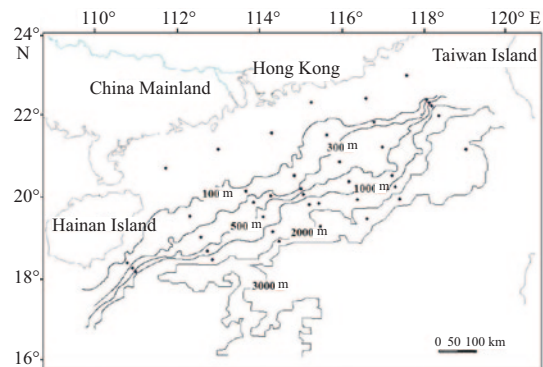 110° 112° 114° 116° 118° 120° E
24°
N
Taiwan Island
Hong Kong
China Mainland
22°
300 m
100 m
1000 m
20°
500 m
Hainan Island
2000 m
18°
3000 m
0 50 100 km
16°